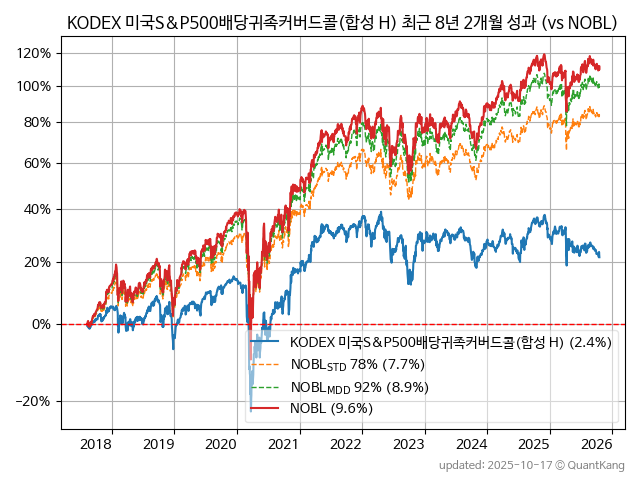 KODEX 미국S&P500배당귀족커버드콜(합성 H) 최근 8년 2개월 성과 (vs NOBL)
120%
100%
80%
60%
40%
20%
0%
−20%
KODEX 미국S&P500배당귀족커버드콜(합성 H) (2.4%)
NOBL_STD 78% (7.7%)
NOBL_MDD 92% (8.9%)
NOBL (9.6%)
2018 2019 2020 2021 2022 2023 2024 2025 2026
updated: 2025-10-17 © QuantKang